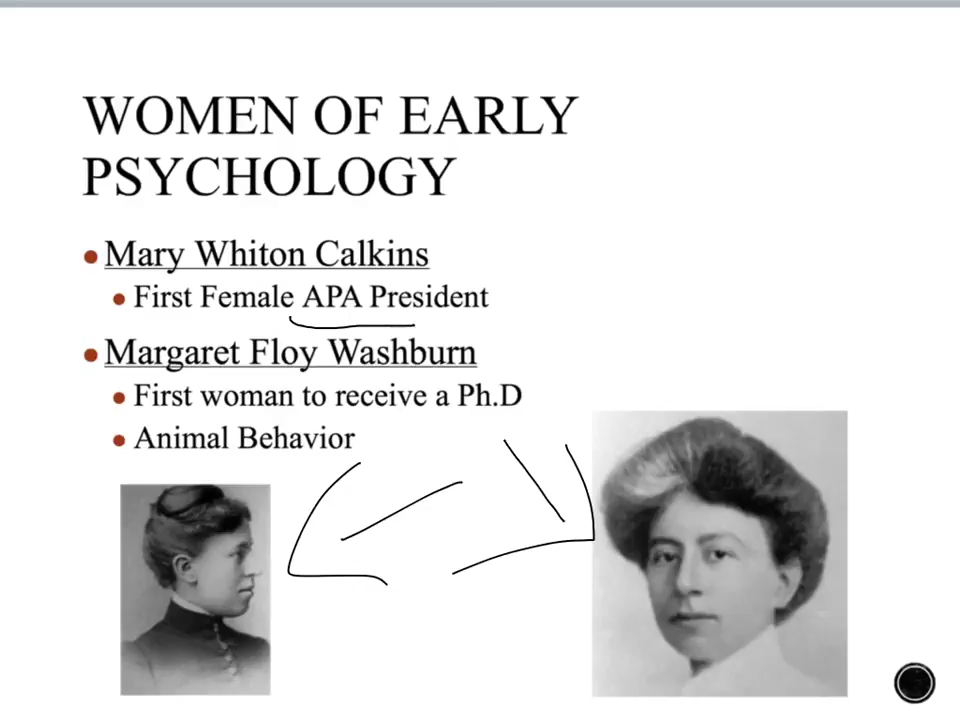 WOMEN OF EARLY
PSYCHOLOGY
• Mary Whiton Calkins
• First Female APA President
• Margaret Floy Washburn
• First woman to receive a Ph.D
• Animal Behavior